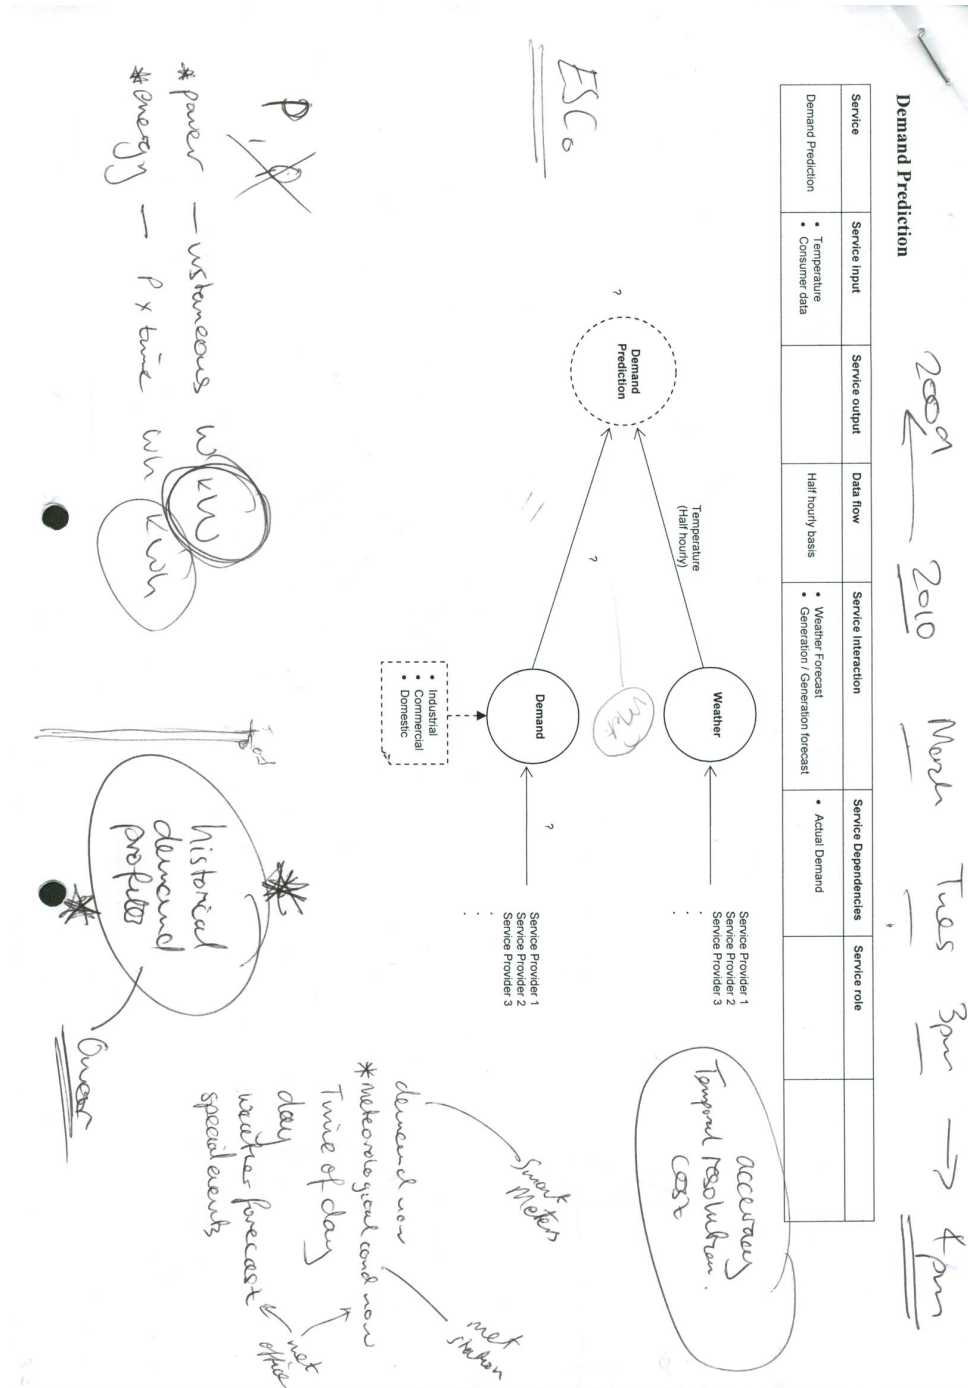 2009 2010 March Tues 3pm → 4pm
Demand Prediction
Service
Service input
Service output
Data flow
Service Interaction
Service Dependencies
Service role
Demand Prediction
• Temperature
• Consumer data
Half hourly basis
• Weather Forecast
• Generation / Generation forecast
• Actual Demand
accuracy
Temporal resolution.
cost
Weather
Service Provider 1
Service Provider 2
Service Provider 3
.
.
Temperature
(Half hourly)
Demand
Prediction
?
Met
?
Demand
?
Service Provider 1
Service Provider 2
Service Provider 3
.
.
• Industrial
• Commercial
• Domestic
ESCo
Smart
Meters
demand now
*meteorological cond now
Time of day
day
weather forecast
special events
met
station
met
office
P
*power — instaneous W kW
*energy — P x time Wh kWh
historical
demand
profiles